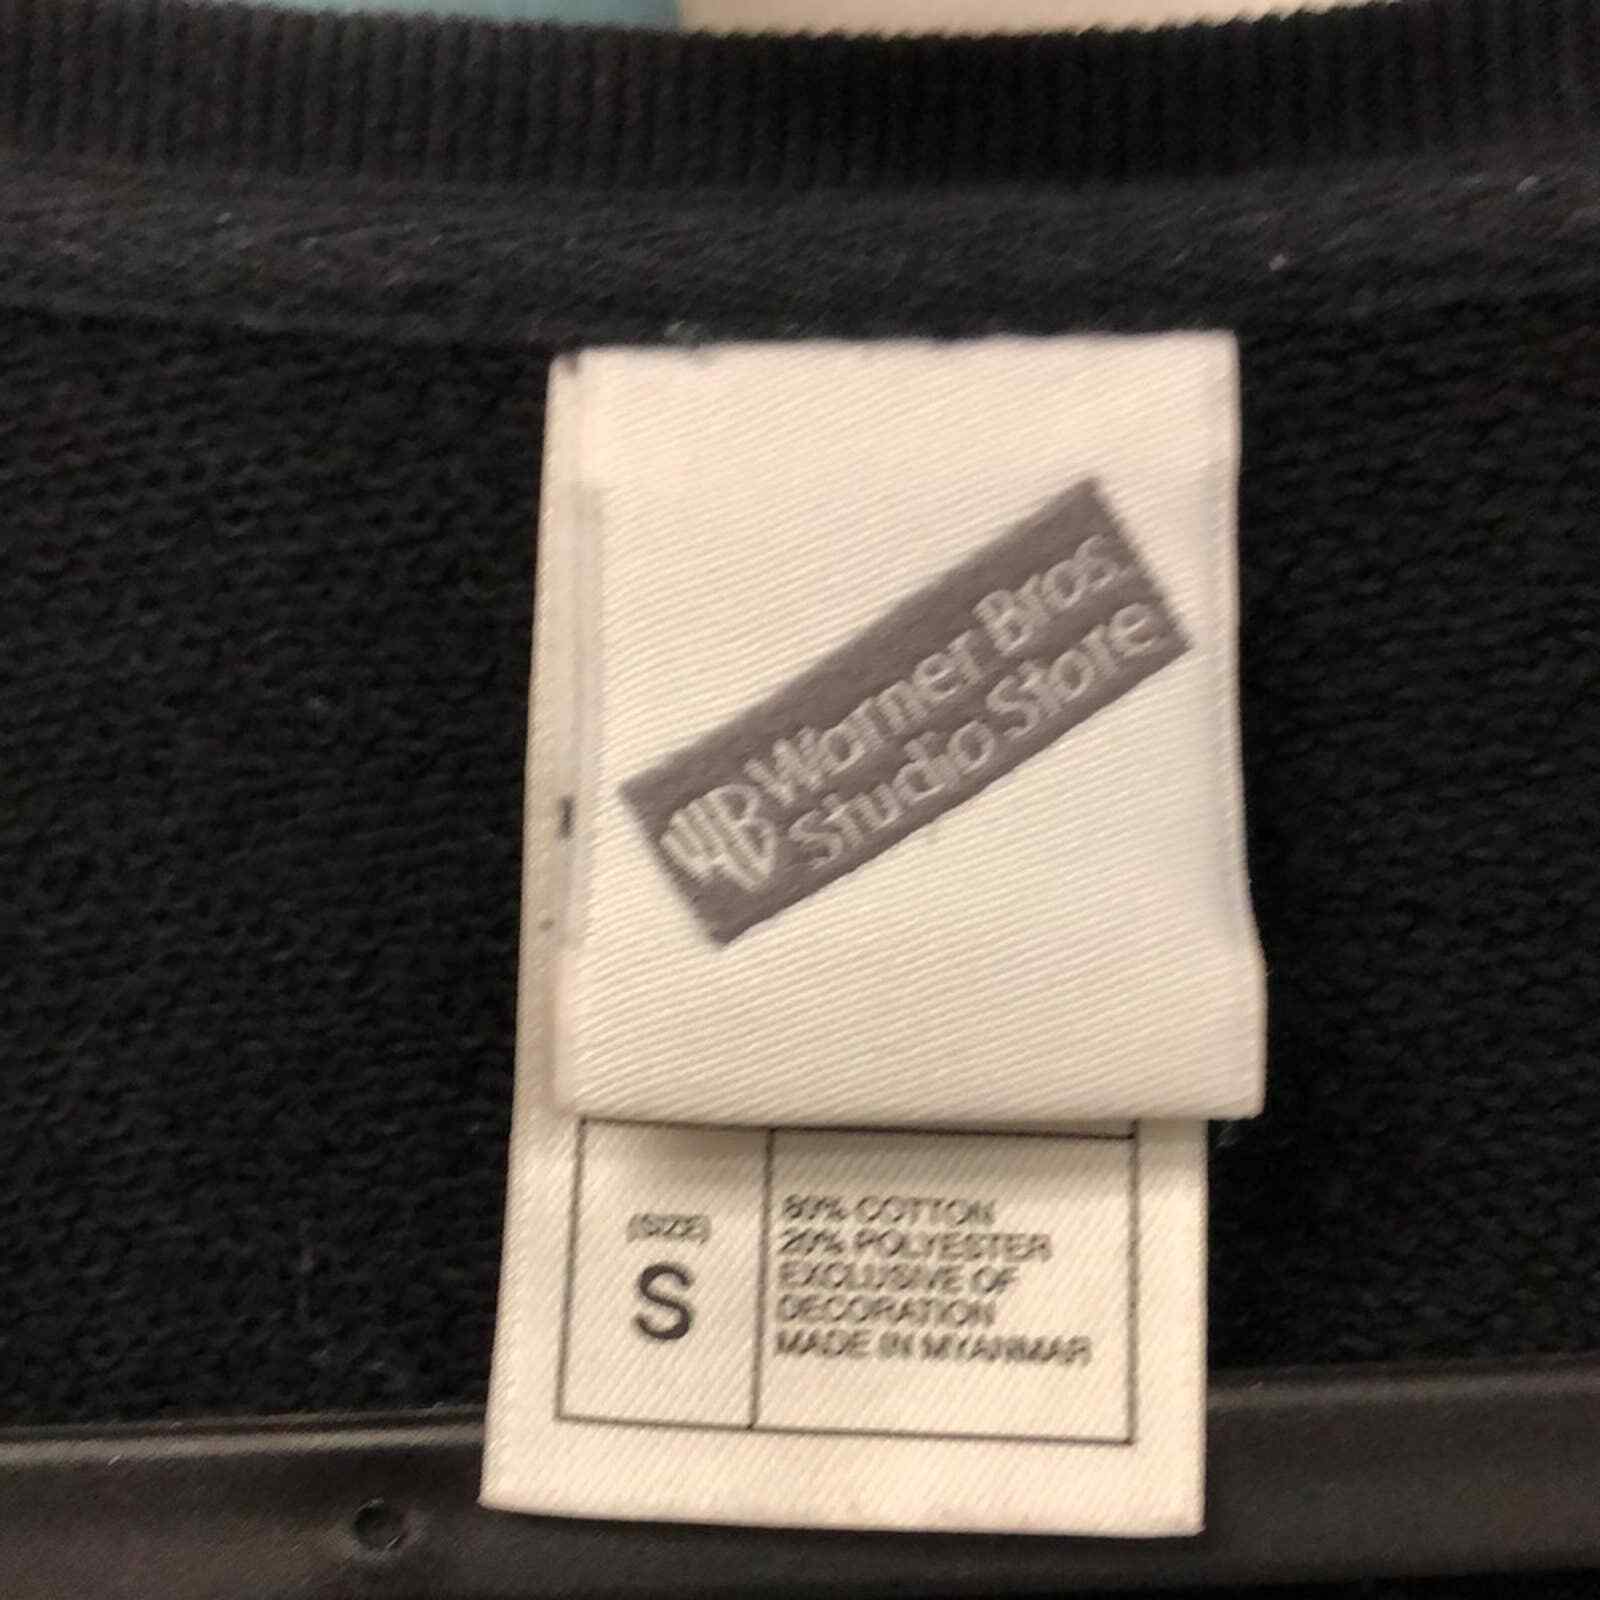 WB Warner Bros.
Studio Store
(SIZE)
S
80% COTTON
20% POLYESTER
EXCLUSIVE OF
DECORATION
MADE IN MYANMAR